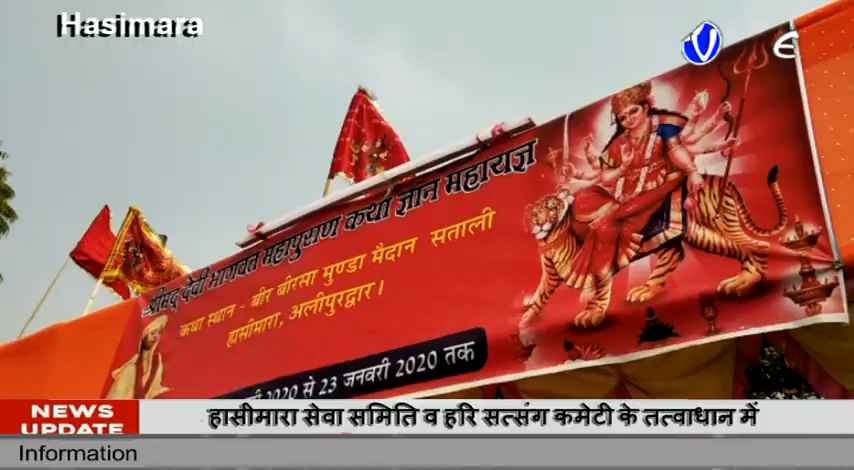 Hasimara
श्रीमद् देवी भागवत महापुराण कथा ज्ञान महायज्ञ
कथा स्थान - बीर बीरसा मुण्डा मैदान सताली
हासीमारा, अलीपुरद्वार।
2020 से 23 जनवरी 2020 तक
NEWS UPDATE
हासीमारा सेवा समिति व हरि सत्संग कमेटी के तत्वाधान में
Information